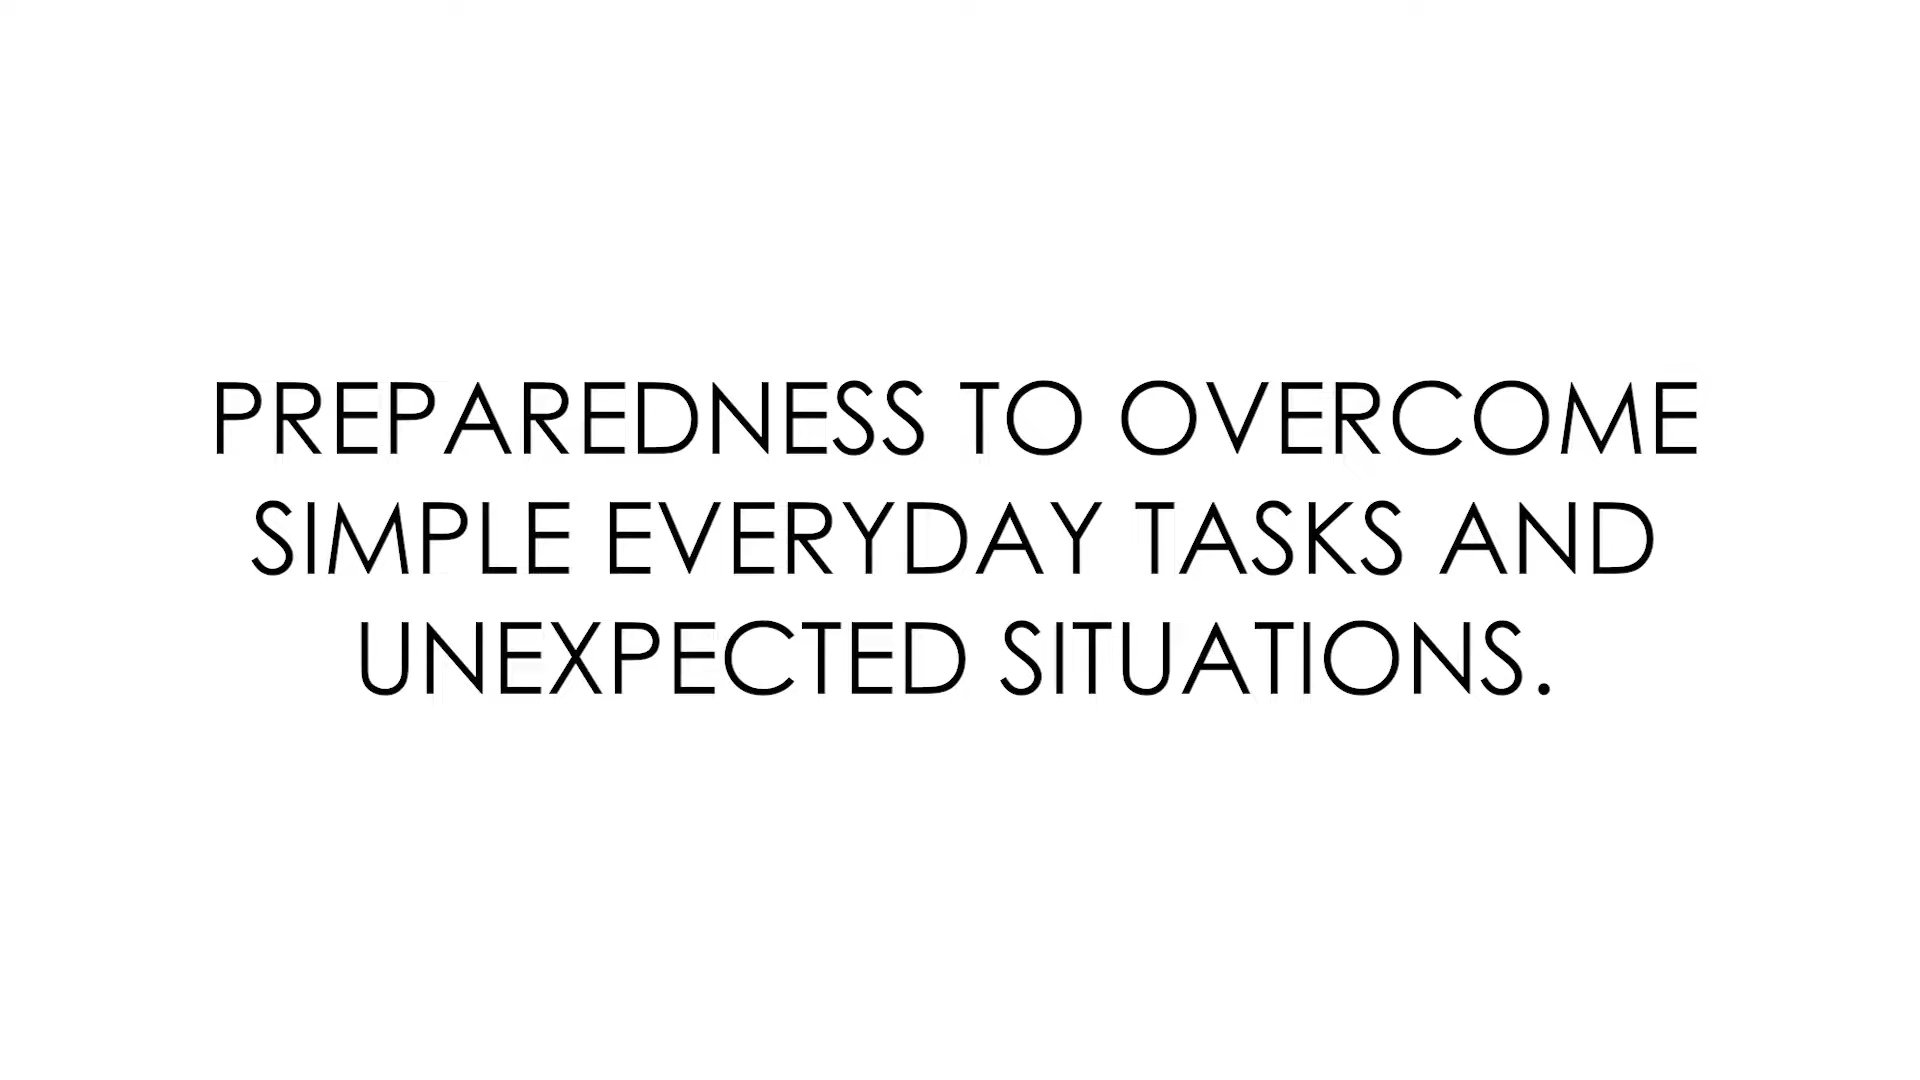 PREPAREDNESS TO OVERCOME
SIMPLE EVERYDAY TASKS AND
UNEXPECTED SITUATIONS.